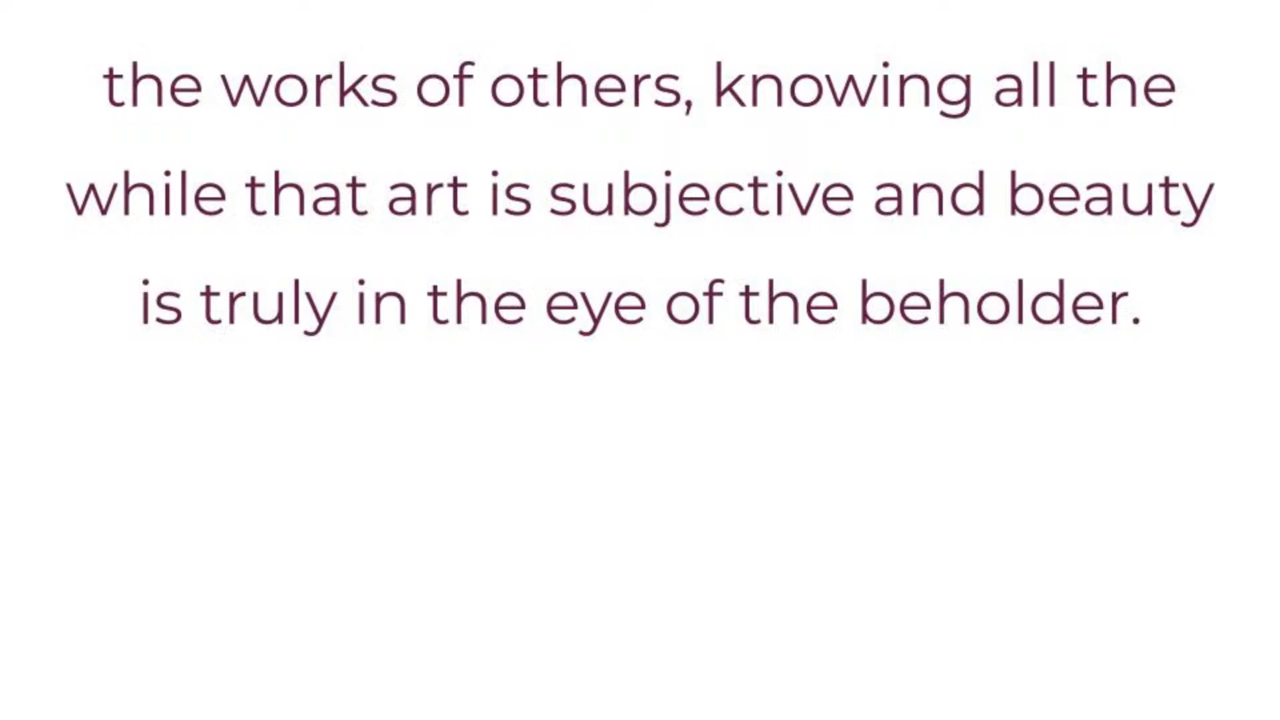 the works of others, knowing all the
while that art is subjective and beauty
is truly in the eye of the beholder.